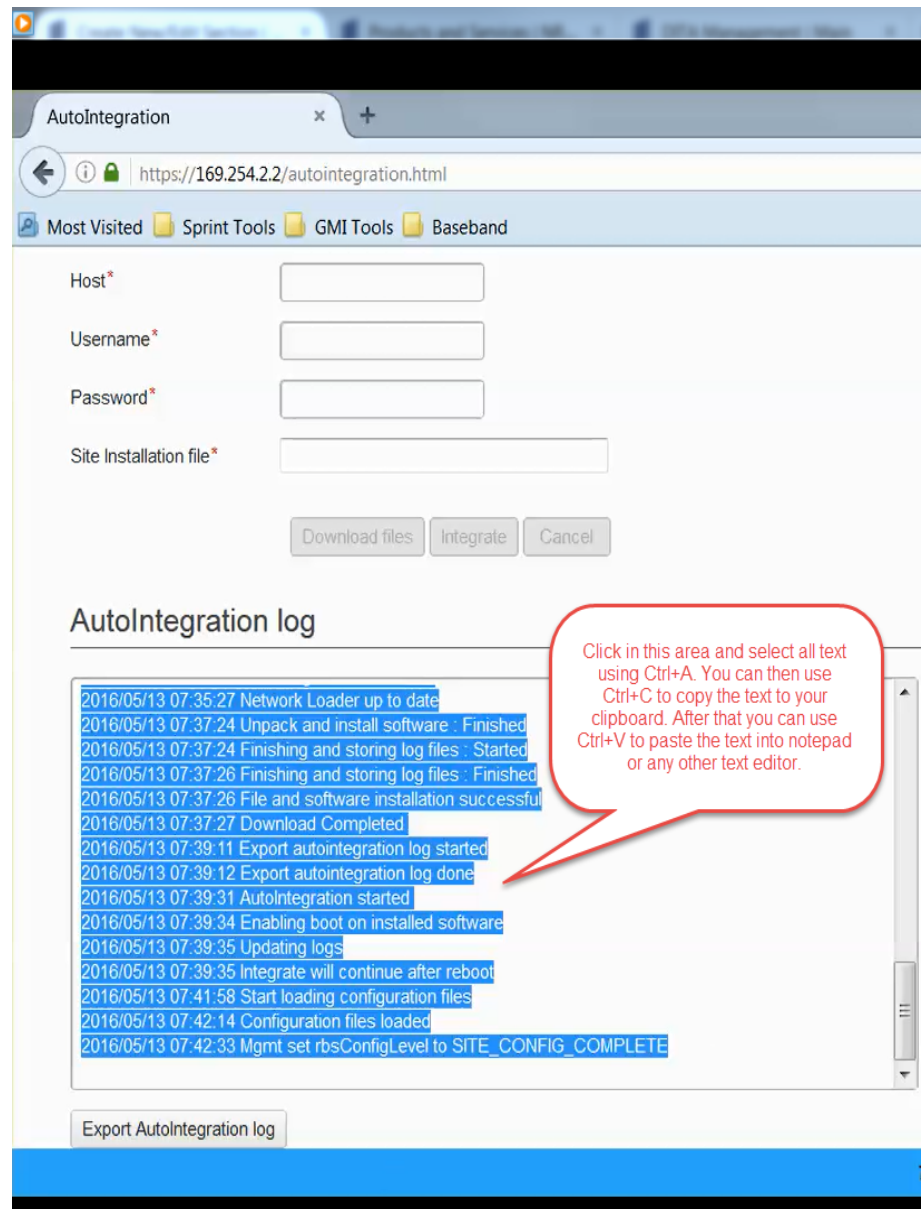 Create New/Edit Section
Products and Services | MS...
DITA Management | Main
AutoIntegration
https://169.254.2.2/autointegration.html
Most Visited Sprint Tools GMI Tools Baseband
Host*
Username*
Password*
Site Installation file*
Download files Integrate Cancel
AutoIntegration log
Click in this area and select all text
using Ctrl+A. You can then use
Ctrl+C to copy the text to your
clipboard. After that you can use
Ctrl+V to paste the text into notepad
or any other text editor.
2016/05/13 07:35:27 Network Loader up to date
2016/05/13 07:37:24 Unpack and install software : Finished
2016/05/13 07:37:24 Finishing and storing log files : Started
2016/05/13 07:37:26 Finishing and storing log files : Finished
2016/05/13 07:37:26 File and software installation successful
2016/05/13 07:37:27 Download Completed
2016/05/13 07:39:11 Export autointegration log started
2016/05/13 07:39:12 Export autointegration log done
2016/05/13 07:39:31 AutoIntegration started
2016/05/13 07:39:34 Enabling boot on installed software
2016/05/13 07:39:35 Updating logs
2016/05/13 07:39:35 Integrate will continue after reboot
2016/05/13 07:41:58 Start loading configuration files
2016/05/13 07:42:14 Configuration files loaded
2016/05/13 07:42:33 Mgmt set rbsConfigLevel to SITE_CONFIG_COMPLETE
Export AutoIntegration log